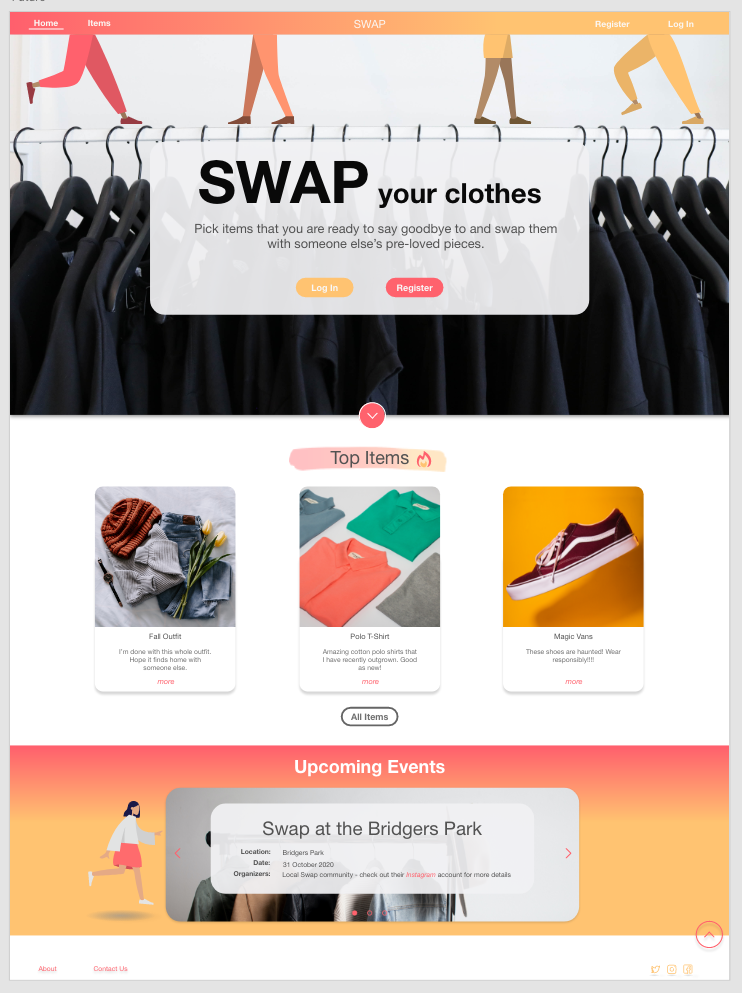 Home Items SWAP Register Log In
SWAP your clothes
Pick items that you are ready to say goodbye to and swap them
with someone else's pre-loved pieces.
Log In Register
Top Items
Fall Outfit
I'm done with this whole outfit.
Hope it finds home with
someone else.
more
Polo T-Shirt
Amazing cotton polo shirts that
I have recently outgrown. Good
as new!
more
Magic Vans
These shoes are haunted! Wear
responsibly!!!!
more
All Items
Upcoming Events
Swap at the Bridgers Park
Location: Bridgers Park
Date: 31 October 2020
Organizers: Local Swap community - check out their Instagram account for more details
About Contact Us